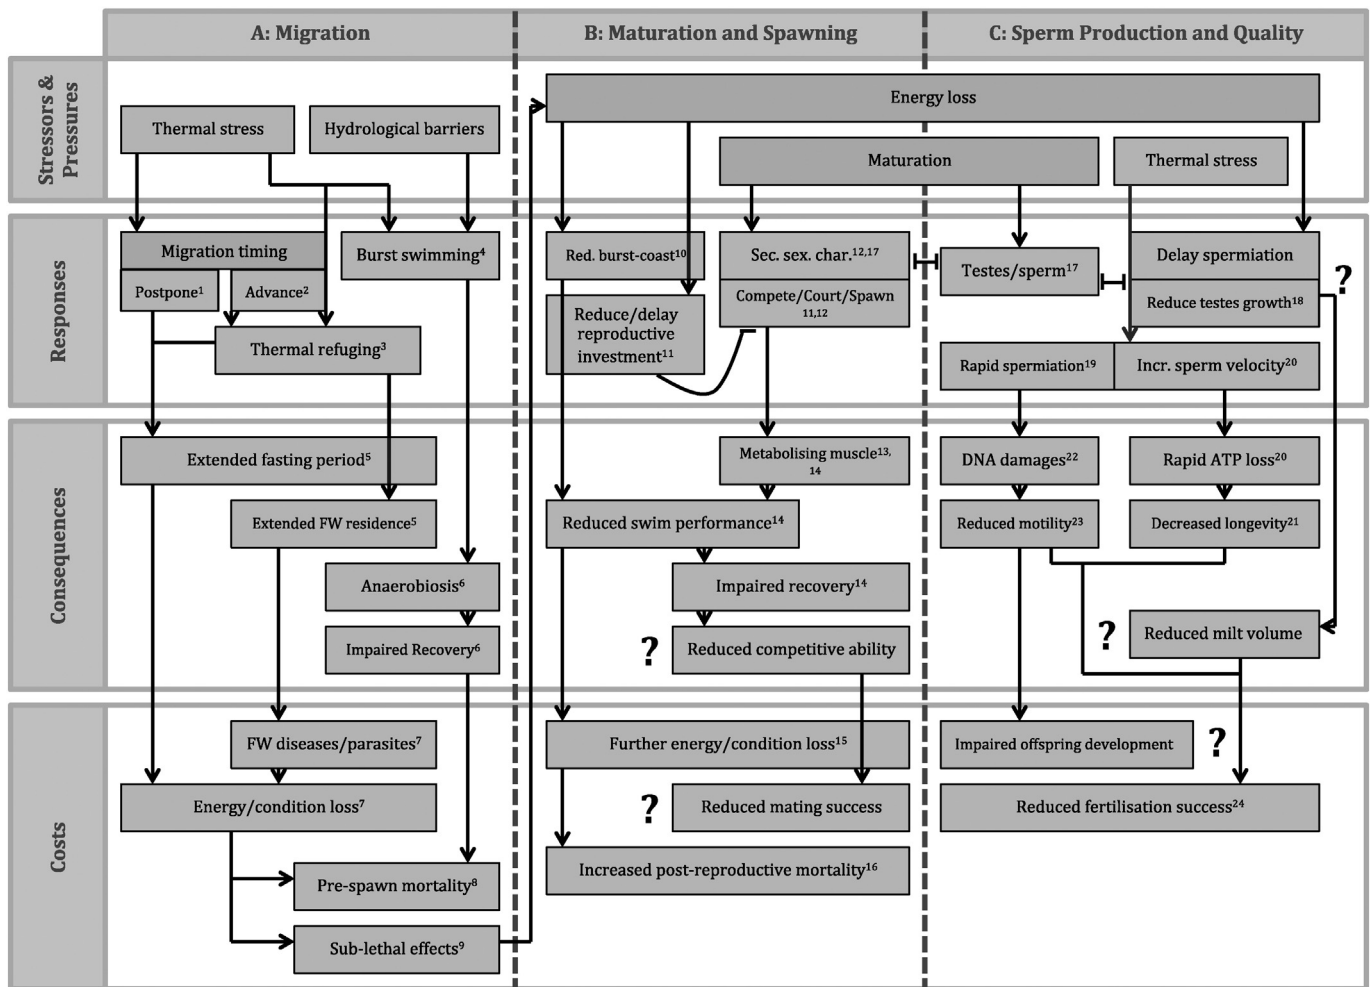 A: Migration
B: Maturation and Spawning
C: Sperm Production and Quality
Stressors &
Pressures
Thermal stress
Hydrological barriers
Energy loss
Maturation
Thermal stress
Responses
Migration timing
Postpone1
Advance2
Burst swimming4
Thermal refuging3
Red. burst-coast10
Reduce/delay
reproductive
investment11
Sec. sex. char.12,17
Compete/Court/Spawn
11,12
Testes/sperm17
Delay spermiation
Reduce testes growth18
?
Rapid spermiation19
Incr. sperm velocity20
Consequences
Extended fasting period5
Extended FW residence5
Anaerobiosis6
Impaired Recovery6
Metabolising muscle13,
14
Reduced swim performance14
Impaired recovery14
?
Reduced competitive ability
DNA damages22
Rapid ATP loss20
Reduced motility23
Decreased longevity21
?
Reduced milt volume
Costs
FW diseases/parasites7
Energy/condition loss7
Pre-spawn mortality8
Sub-lethal effects9
Further energy/condition loss15
?
Reduced mating success
Increased post-reproductive mortality16
Impaired offspring development
?
Reduced fertilisation success24